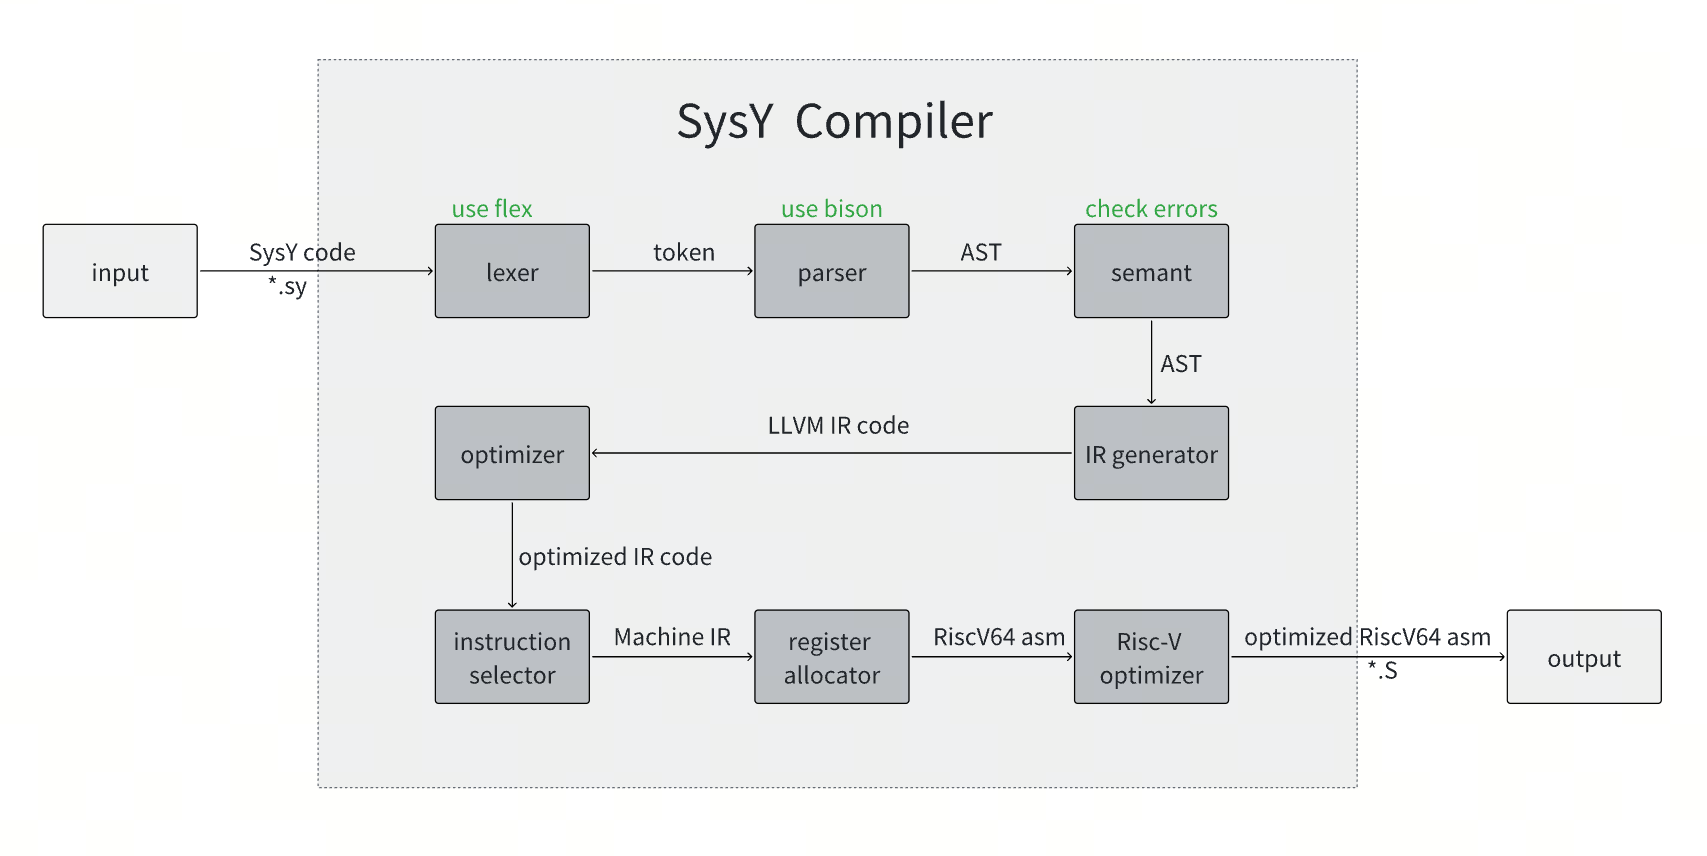 SysY Compiler
use flex
use bison
check errors
input
SysY code
*.sy
lexer
token
parser
AST
semant
AST
optimizer
LLVM IR code
IR generator
optimized IR code
instruction
selector
Machine IR
register
allocator
RiscV64 asm
Risc-V
optimizer
optimized RiscV64 asm
*.S
output